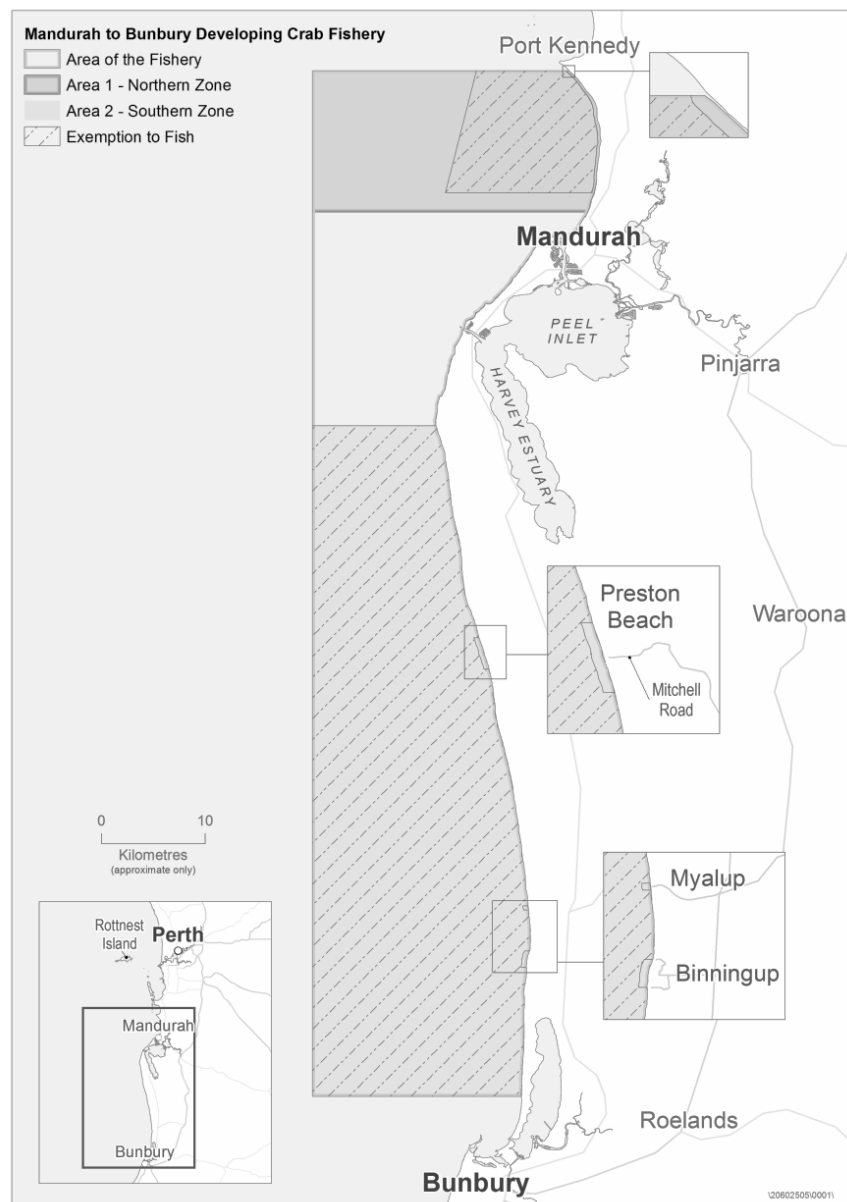 Mandurah to Bunbury Developing Crab Fishery
Area of the Fishery
Area 1 - Northern Zone
Area 2 - Southern Zone
Exemption to Fish
Port Kennedy
Mandurah
PEEL
INLET
Pinjarra
HARVEY ESTUARY
Preston
Beach
Mitchell
Road
Waroona
0 10
Kilometres
(approximate only)
Myalup
Binningup
Rottnest
Island
Perth
Mandurah
Bunbury
Roelands
Bunbury
\20602505\0001\